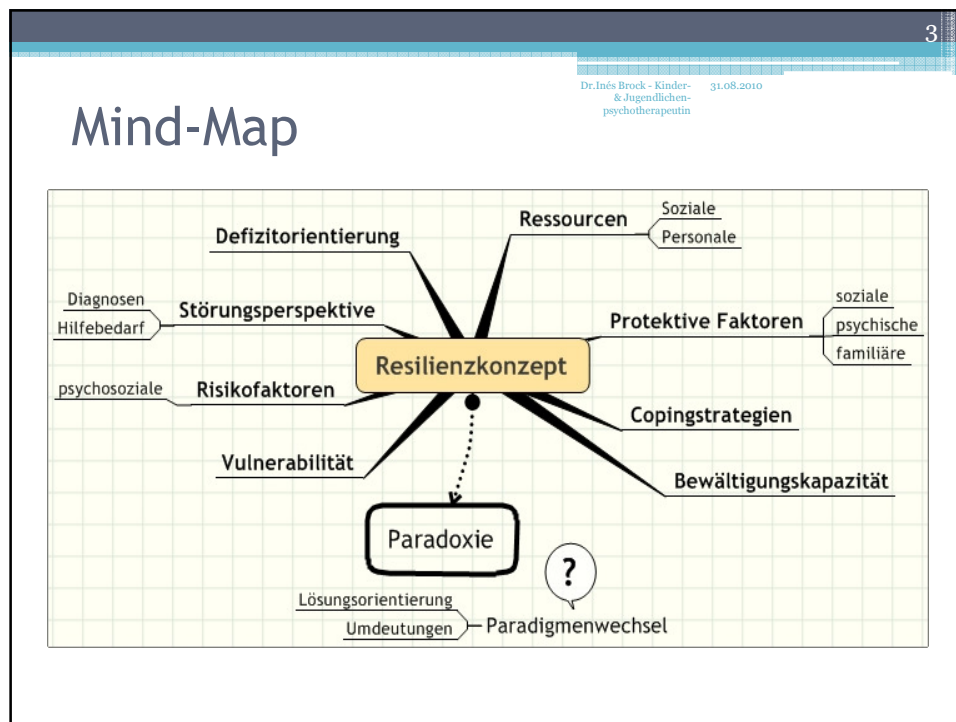 3
Dr.Inés Brock - Kinder-
& Jugendlichen-
psychotherapeutin
31.08.2010
Mind-Map
Defizitorientierung
Diagnosen
Hilfebedarf
Störungsperspektive
psychosoziale
Risikofaktoren
Vulnerabilität
Resilienzkonzept
Ressourcen
Soziale
Personale
Protektive Faktoren
soziale
psychische
familiäre
Copingstrategien
Bewältigungskapazität
Paradoxie
?
Lösungsorientierung
Umdeutungen
Paradigmenwechsel